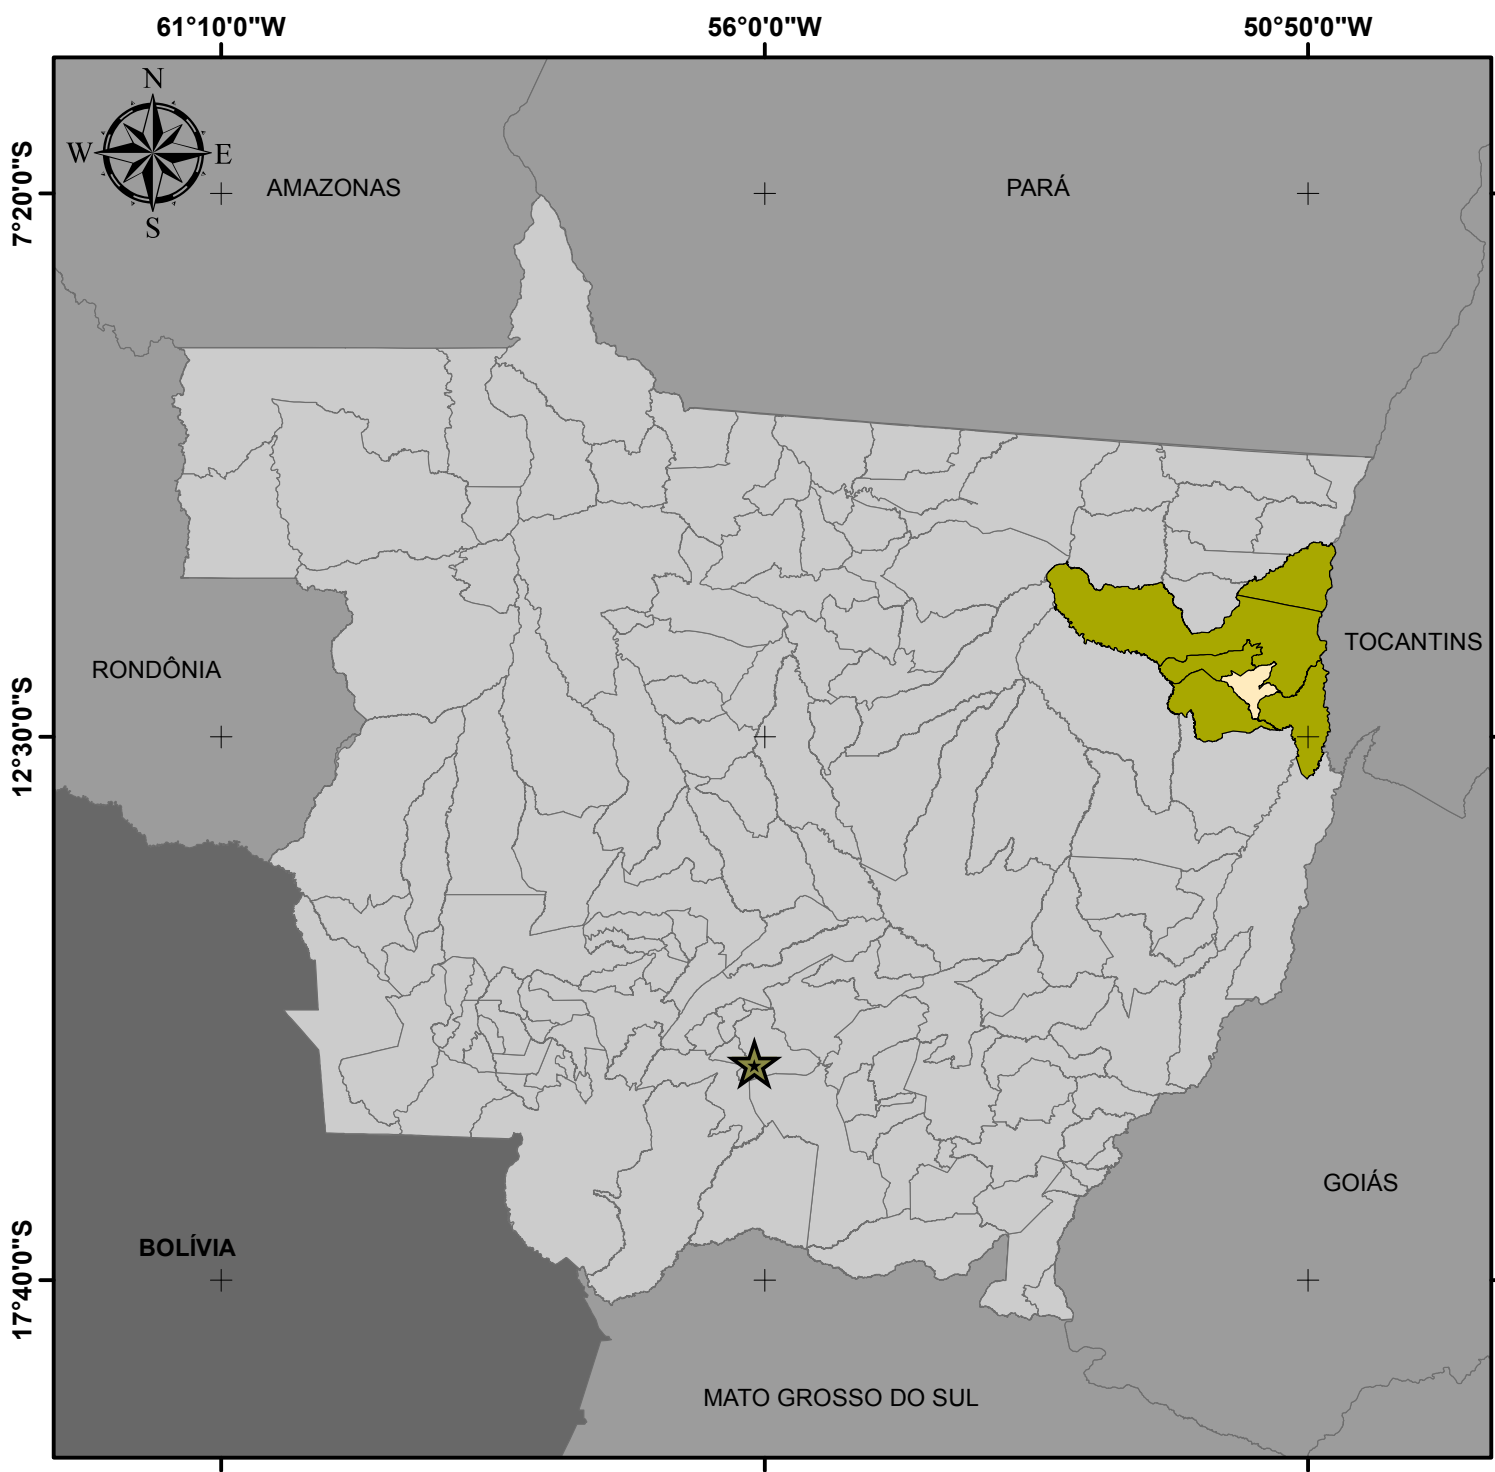 61°10'0"W 56°0'0"W 50°50'0"W
N
W E
S
7°20'0"S
AMAZONAS PARÁ
TOCANTINS
RONDÔNIA
12°30'0"S
GOIÁS
BOLÍVIA
17°40'0"S
MATO GROSSO DO SUL